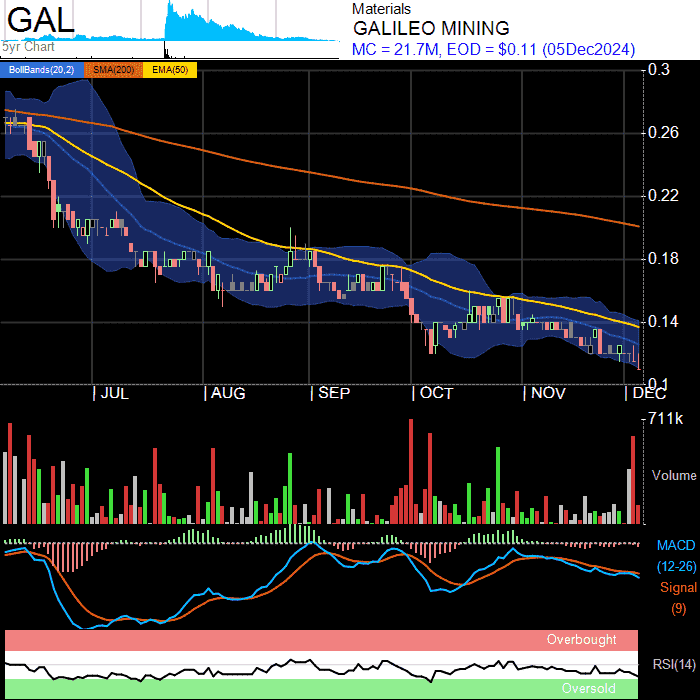 GAL
5yr Chart
Materials
GALILEO MINING
MC = 21.7M, EOD = $0.11 (05Dec2024)
BollBands(20,2) SMA(200) EMA(50)
0.3
0.26
0.22
0.18
0.14
0.1
JUL AUG SEP OCT NOV DEC
711k
Volume
MACD
(12-26)
Signal
(9)
Overbought
RSI(14)
Oversold